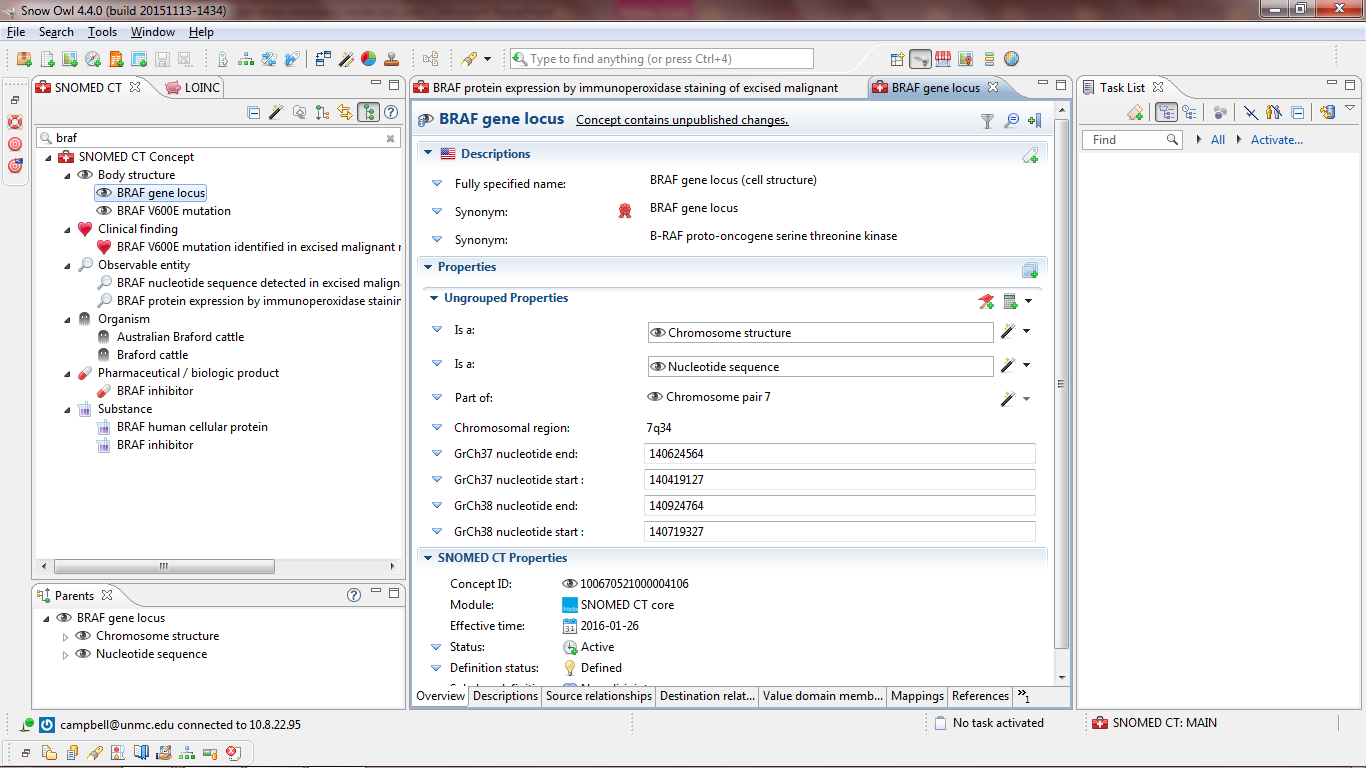 Snow Owl 4.4.0 (build 20151113-1434)
File Search Tools Window Help
Type to find anything (or press Ctrl+4)
SNOMED CT
LOINC
braf
SNOMED CT Concept
Body structure
BRAF gene locus
BRAF V600E mutation
Clinical finding
BRAF V600E mutation identified in excised malignant
Observable entity
BRAF nucleotide sequence detected in excised malign
BRAF protein expression by immunoperoxidase stainin
Organism
Australian Braford cattle
Braford cattle
Pharmaceutical / biologic product
BRAF inhibitor
Substance
BRAF human cellular protein
BRAF inhibitor
Parents
BRAF gene locus
Chromosome structure
Nucleotide sequence
BRAF protein expression by immunoperoxidase staining of excised malignant
BRAF gene locus
BRAF gene locus Concept contains unpublished changes.
Descriptions
Fully specified name: BRAF gene locus (cell structure)
Synonym: BRAF gene locus
Synonym: B-RAF proto-oncogene serine threonine kinase
Properties
Ungrouped Properties
Is a: Chromosome structure
Is a: Nucleotide sequence
Part of: Chromosome pair 7
Chromosomal region: 7q34
GrCh37 nucleotide end: 140624564
GrCh37 nucleotide start : 140419127
GrCh38 nucleotide end: 140924764
GrCh38 nucleotide start : 140719327
SNOMED CT Properties
Concept ID: 100670521000004106
Module: SNOMED CT core
Effective time: 31 2016-01-26
Status: Active
Definition status: Defined
Overview Descriptions Source relationships Destination relat... Value domain memb... Mappings References »1
Task List
Find All Activate...
campbell@unmc.edu connected to 10.8.22.95
No task activated
SNOMED CT: MAIN